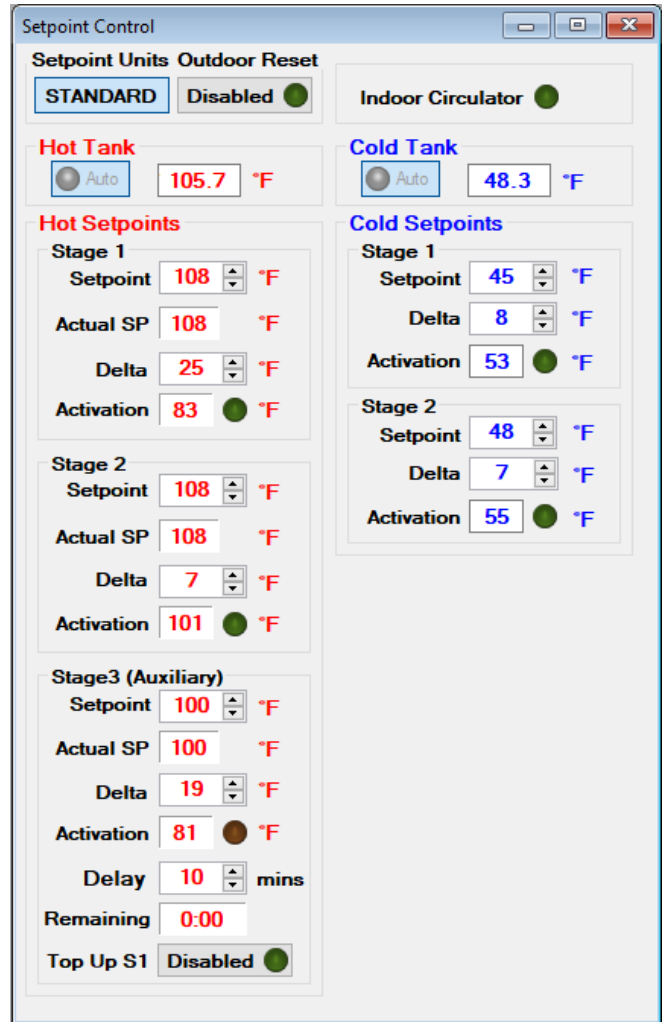 Setpoint Control
Setpoint Units Outdoor Reset
STANDARD Disabled
Indoor Circulator
Hot Tank
Auto 105.7 °F
Cold Tank
Auto 48.3 °F
Hot Setpoints
Stage 1
Setpoint 108 °F
Actual SP 108 °F
Delta 25 °F
Activation 83 °F
Stage 2
Setpoint 108 °F
Actual SP 108 °F
Delta 7 °F
Activation 101 °F
Stage3 (Auxiliary)
Setpoint 100 °F
Actual SP 100 °F
Delta 19 °F
Activation 81 °F
Delay 10 mins
Remaining 0:00
Top Up S1 Disabled
Cold Setpoints
Stage 1
Setpoint 45 °F
Delta 8 °F
Activation 53 °F
Stage 2
Setpoint 48 °F
Delta 7 °F
Activation 55 °F